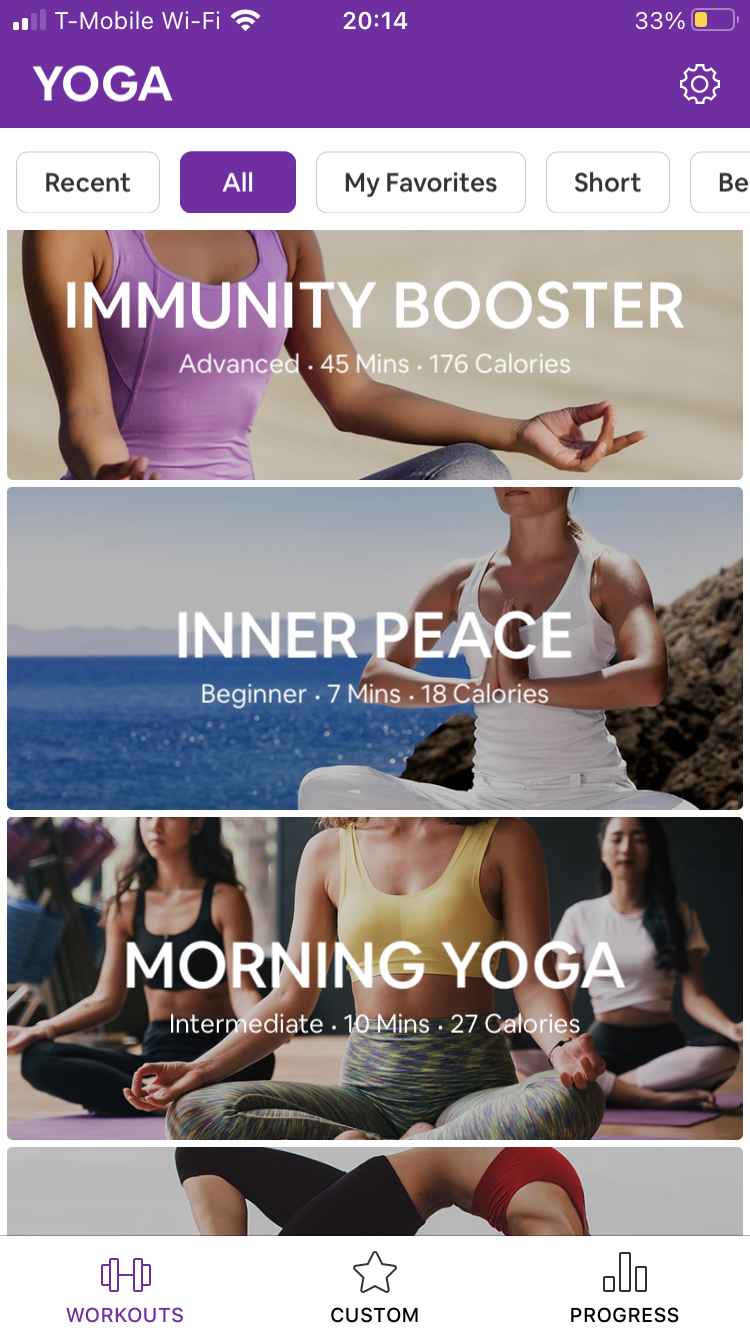 T-Mobile Wi-Fi 20:14 33%
YOGA
Recent All My Favorites Short Be
IMMUNITY BOOSTER
Advanced · 45 Mins · 176 Calories
INNER PEACE
Beginner · 7 Mins · 18 Calories
MORNING YOGA
Intermediate · 10 Mins · 27 Calories
WORKOUTS CUSTOM PROGRESS